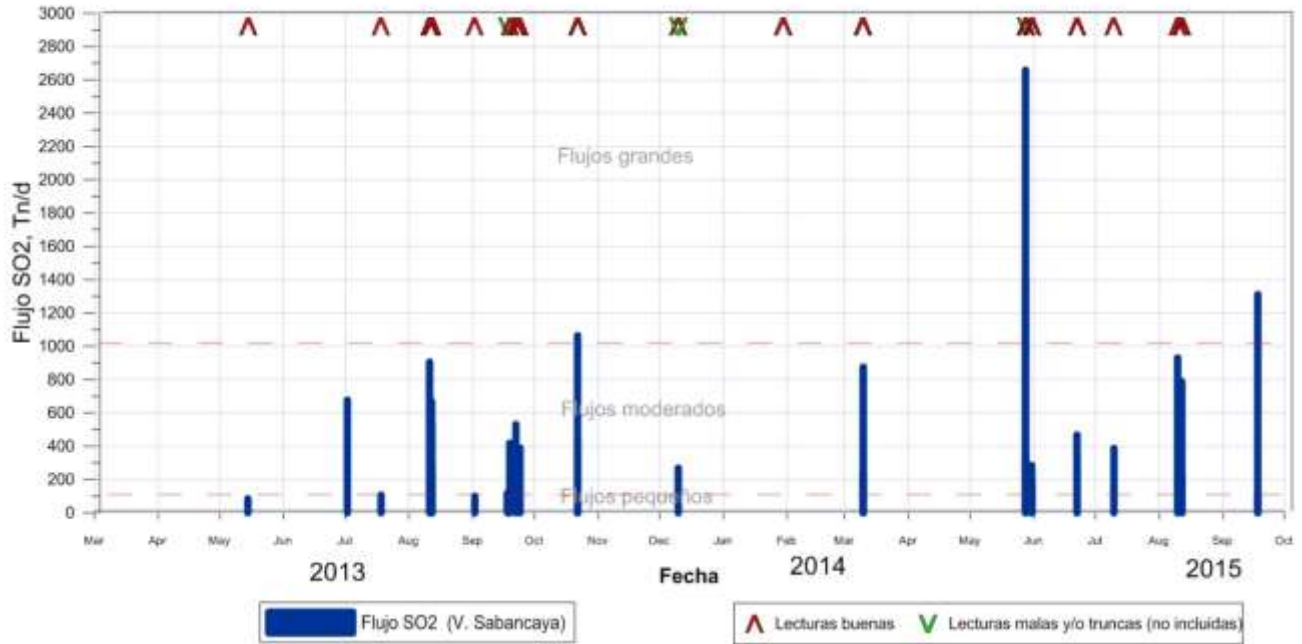 3000
2800
2600
2400
2200
2000
1800
1600
1400
1200
1000
800
600
400
200
0
Flujo SO2, Tn/d
Flujos grandes
Flujos moderados
Flujos pequeños
Mar Apr May Jun Jul Aug Sep Oct Nov Dec Jan Feb Mar Apr May Jun Jul Aug Sep Oct
2013 Fecha 2014 2015
Flujo SO2 (V. Sabancaya)
Lecturas buenas Lecturas malas y/o truncas (no incluidas)